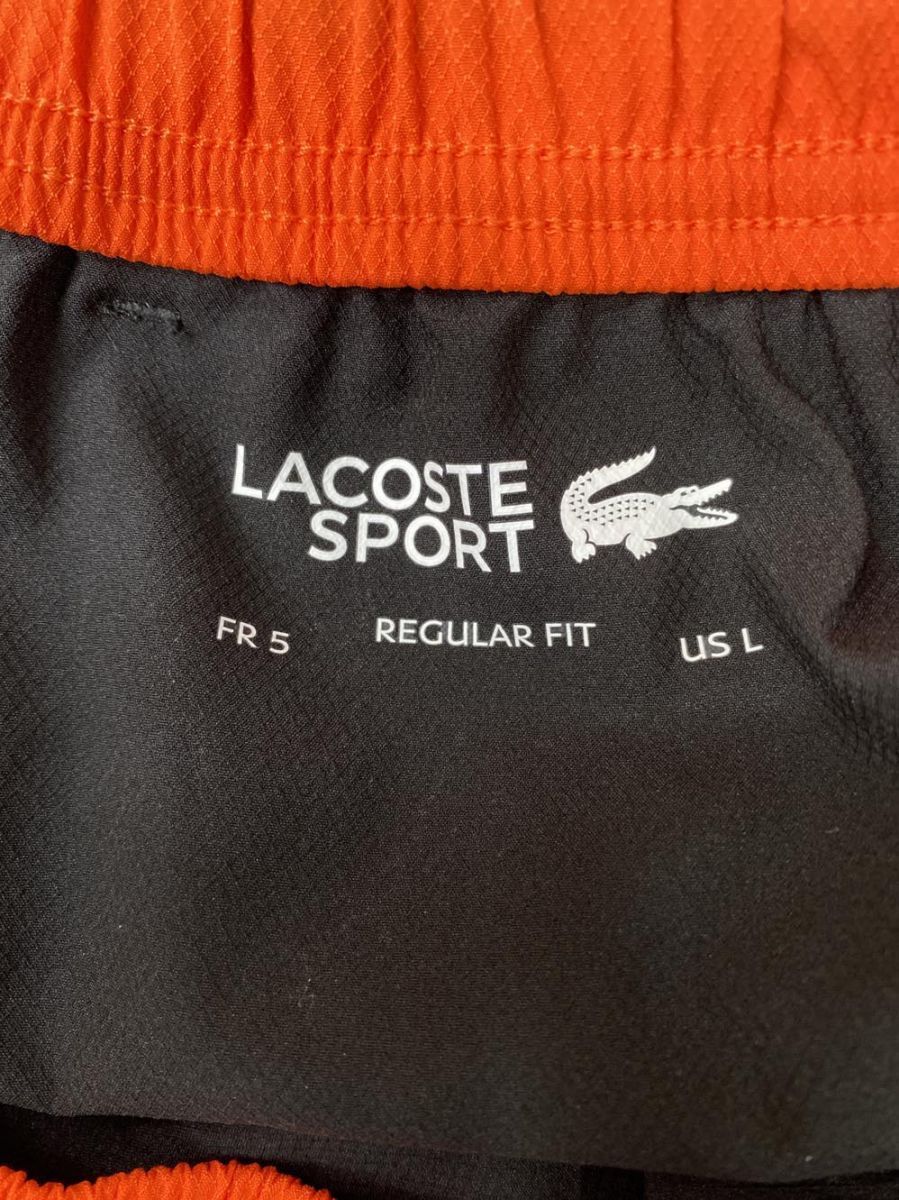 LACOSTE
SPORT
FR 5 REGULAR FIT US L